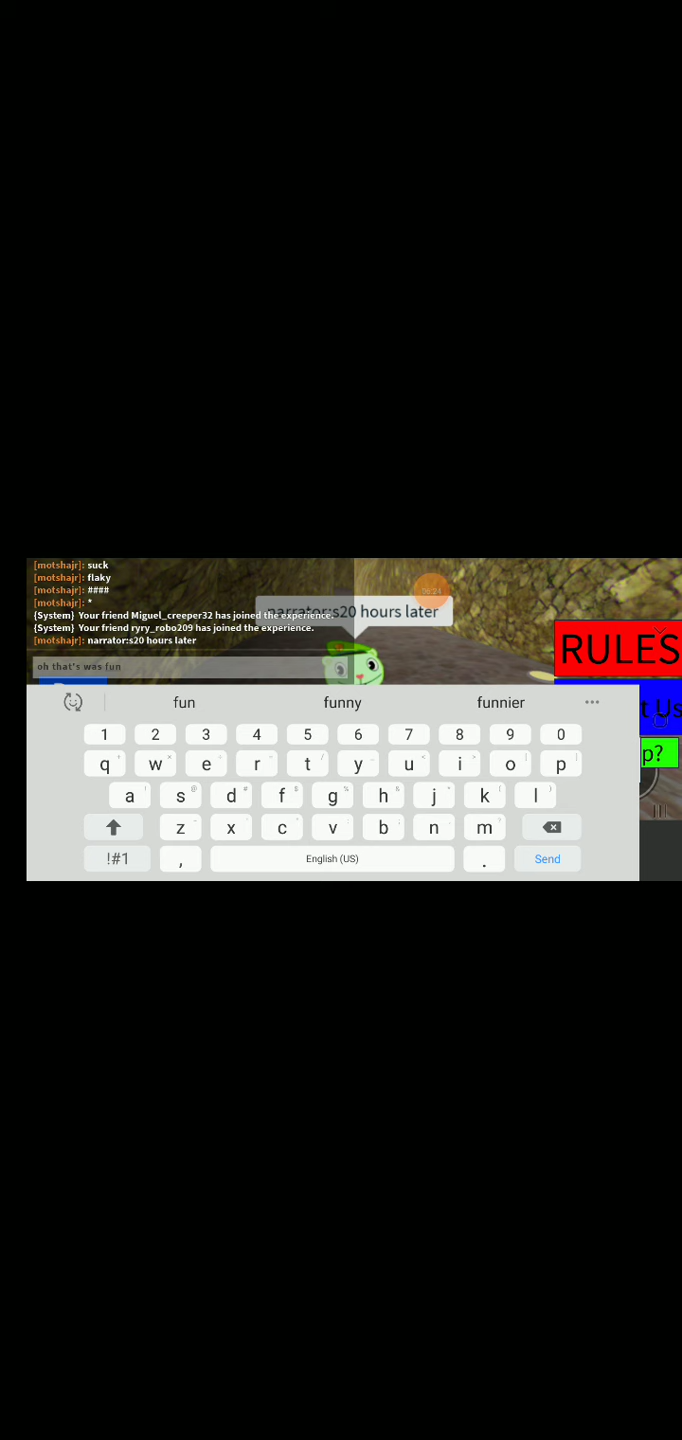 [motshajr]: suck
[motshajr]: flaky
[motshajr]: ####
[motshajr]: *
{System} Your friend Miguel_creeper32 has joined the experience.
{System} Your friend ryry_robo209 has joined the experience.
[motshajr]: narrator:s20 hours later
narrator:s20 hours later
oh that's was fun
RULES
t Us
p?
fun funny funnier
1 2 3 4 5 6 7 8 9 0
q w e r t y u i o p
a s d f g h j k l
z x c v b n m
!#1 , English (US) . Send